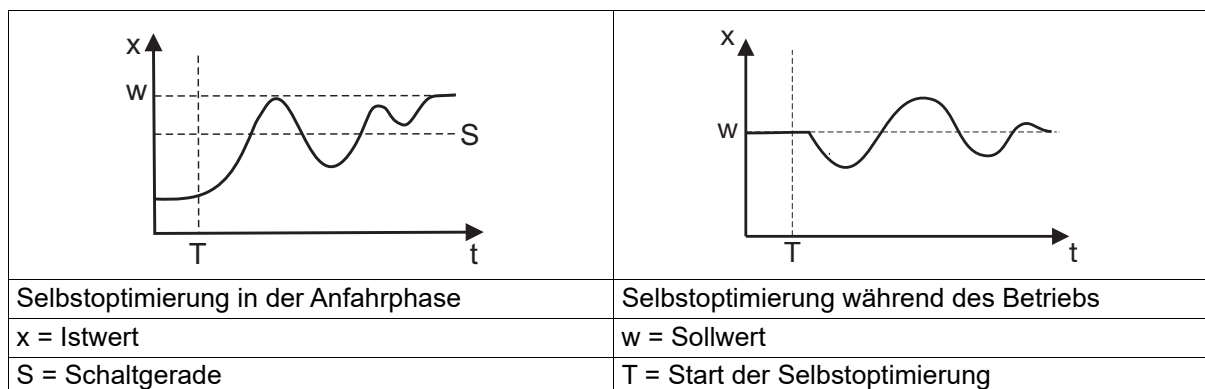 x
w
S
T
t
x
w
T
t
Selbstoptimierung in der Anfahrphase
Selbstoptimierung während des Betriebs
x = Istwert
w = Sollwert
S = Schaltgerade
T = Start der Selbstoptimierung